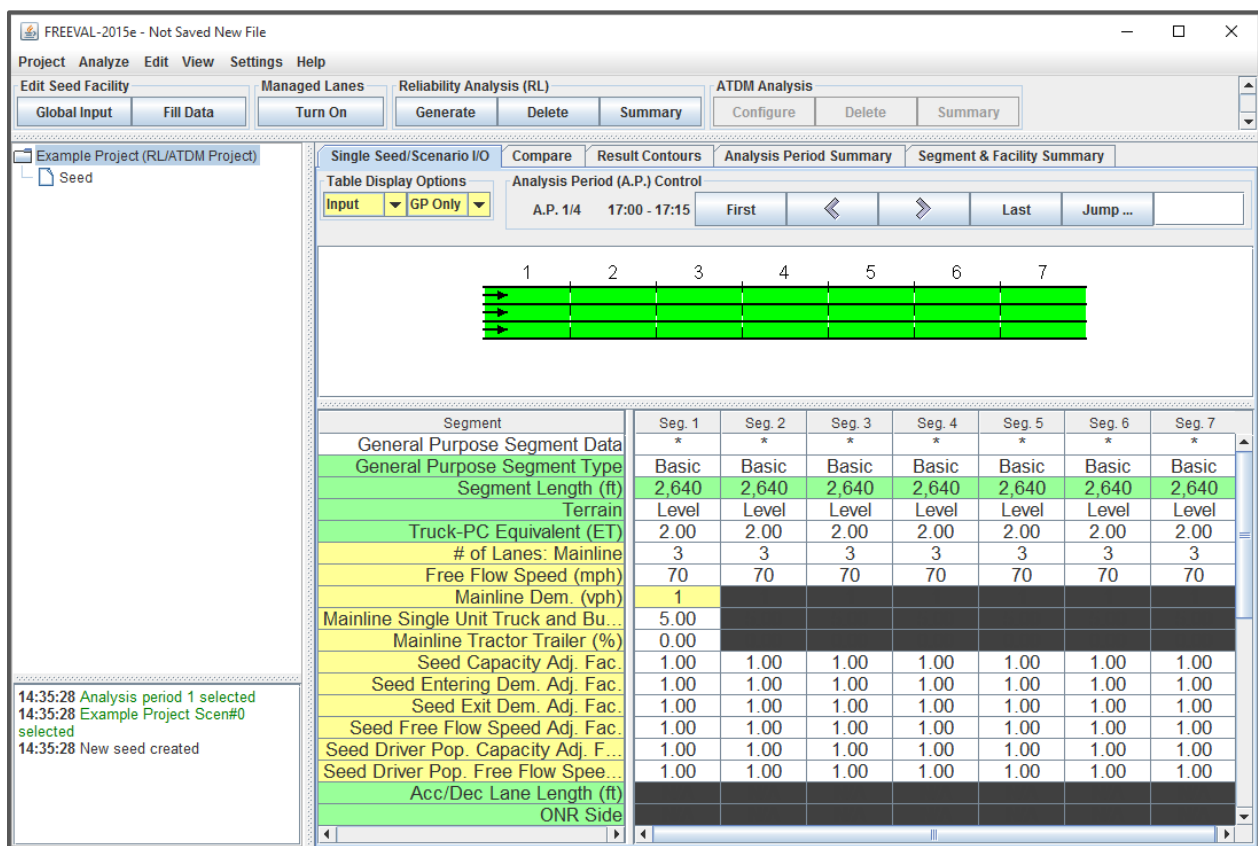 FREEVAL-2015e - Not Saved New File
Project Analyze Edit View Settings Help
Edit Seed Facility Managed Lanes Reliability Analysis (RL) ATDM Analysis
Global Input Fill Data Turn On Generate Delete Summary Configure Delete Summary
Example Project (RL/ATDM Project)
Seed
Single Seed/Scenario I/O Compare Result Contours Analysis Period Summary Segment & Facility Summary
Table Display Options Analysis Period (A.P.) Control
Input GP Only A.P. 1/4 17:00 - 17:15 First Last Jump ...
1 2 3 4 5 6 7
Segment Seg. 1 Seg. 2 Seg. 3 Seg. 4 Seg. 5 Seg. 6 Seg. 7
General Purpose Segment Data * * * * * * *
General Purpose Segment Type Basic Basic Basic Basic Basic Basic Basic
Segment Length (ft) 2,640 2,640 2,640 2,640 2,640 2,640 2,640
Terrain Level Level Level Level Level Level Level
Truck-PC Equivalent (ET) 2.00 2.00 2.00 2.00 2.00 2.00 2.00
# of Lanes: Mainline 3 3 3 3 3 3 3
Free Flow Speed (mph) 70 70 70 70 70 70 70
Mainline Dem. (vph) 1
Mainline Single Unit Truck and Bu... 5.00
Mainline Tractor Trailer (%) 0.00
Seed Capacity Adj. Fac. 1.00 1.00 1.00 1.00 1.00 1.00 1.00
Seed Entering Dem. Adj. Fac. 1.00 1.00 1.00 1.00 1.00 1.00 1.00
Seed Exit Dem. Adj. Fac. 1.00 1.00 1.00 1.00 1.00 1.00 1.00
Seed Free Flow Speed Adj. Fac. 1.00 1.00 1.00 1.00 1.00 1.00 1.00
Seed Driver Pop. Capacity Adj. F... 1.00 1.00 1.00 1.00 1.00 1.00 1.00
Seed Driver Pop. Free Flow Spee... 1.00 1.00 1.00 1.00 1.00 1.00 1.00
Acc/Dec Lane Length (ft)
ONR Side
14:35:28 Analysis period 1 selected
14:35:28 Example Project Scen#0
selected
14:35:28 New seed created